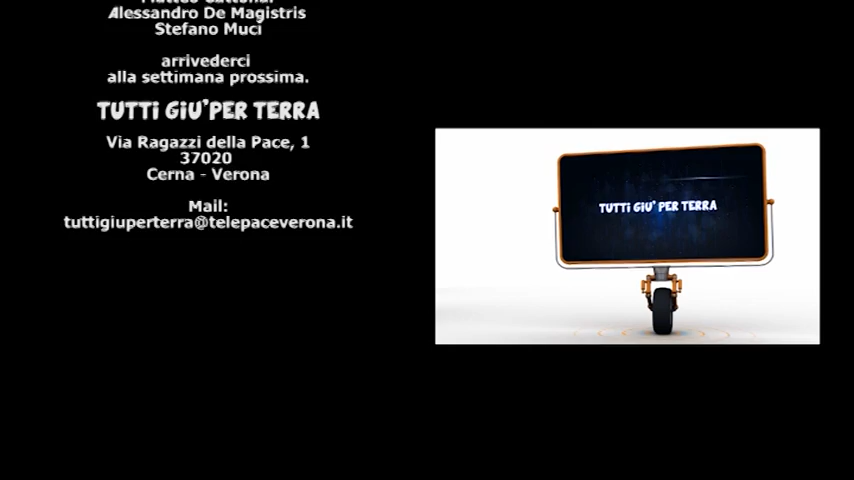 Alessandro De Magistris
Stefano Muci
arrivederci
alla settimana prossima.
TUTTI GIU'PER TERRA
Via Ragazzi della Pace, 1
37020
Cerna - Verona
Mail:
tuttigiuperterra@telepaceverona.it
TUTTI GIU' PER TERRA